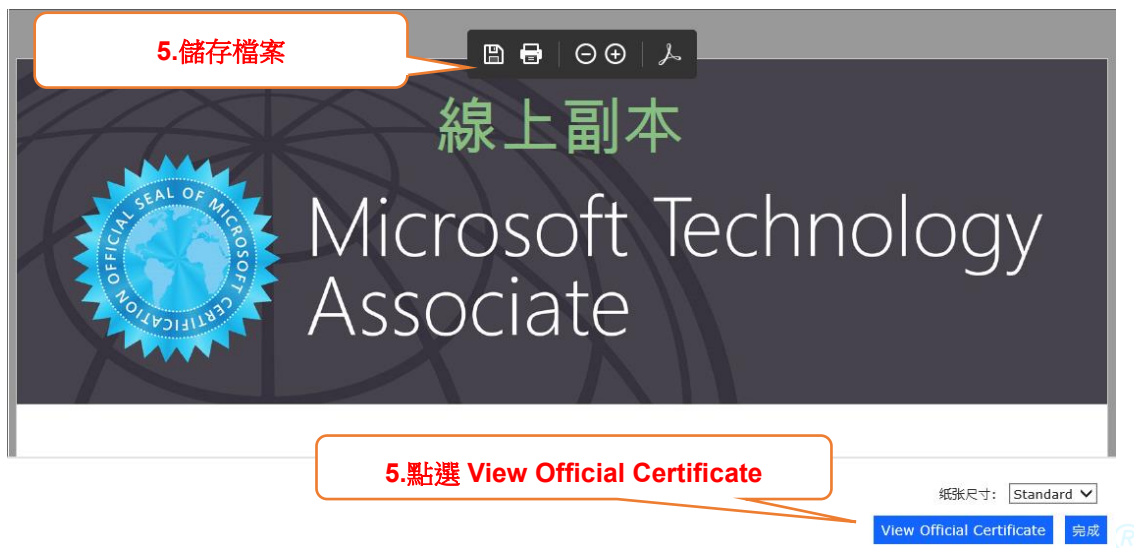 5.儲存檔案
線上副本
OFFICIAL SEAL OF MICROSOFT CERTIFICATION
Microsoft Technology
Associate
5.點選 View Official Certificate
纸张尺寸: Standard
View Official Certificate 完成
R